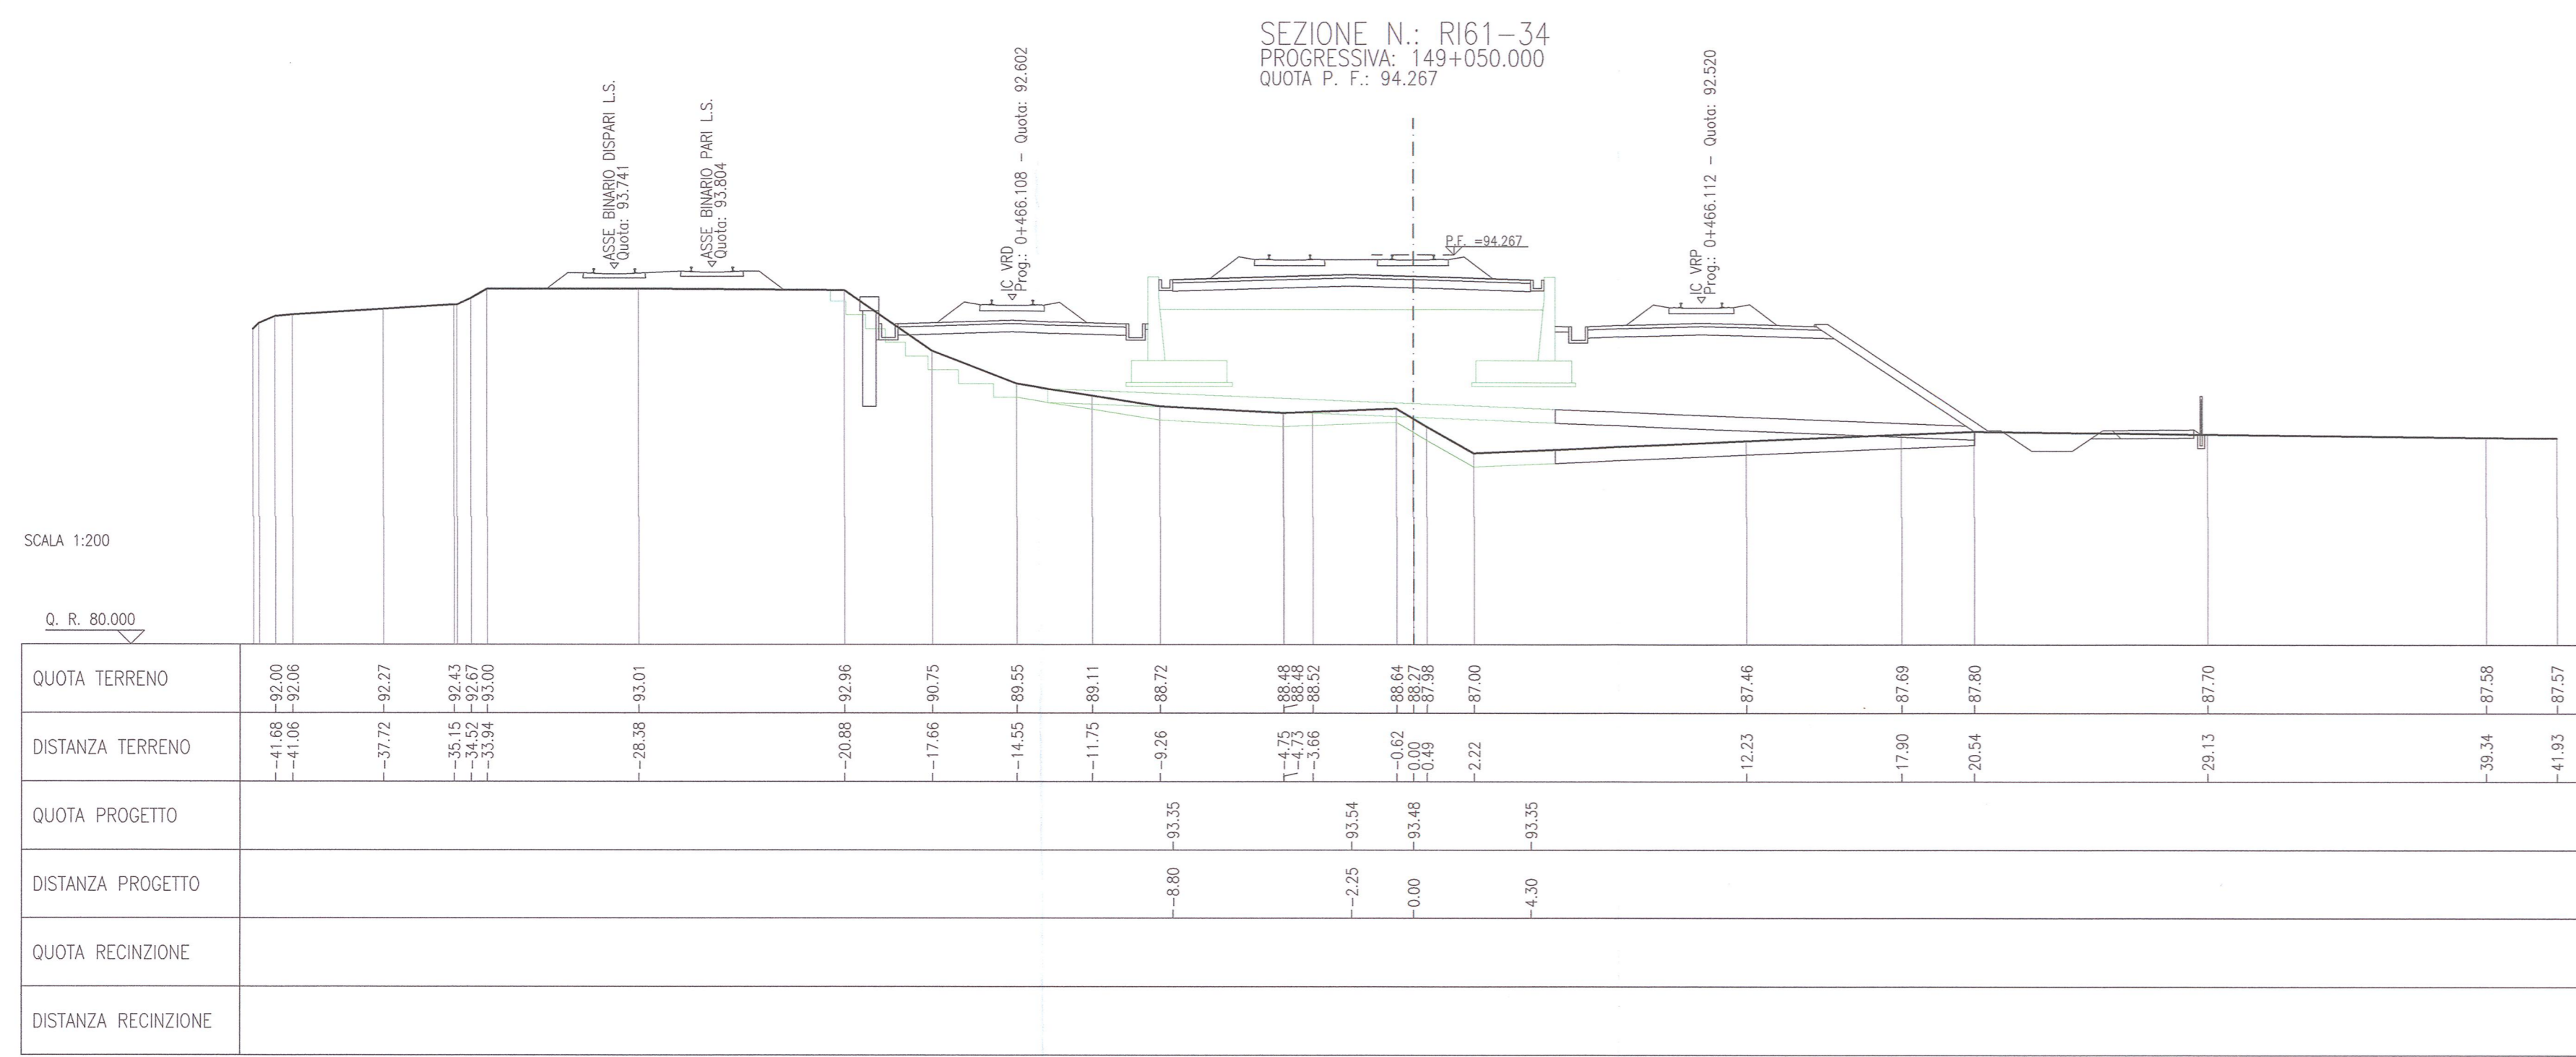 SEZIONE N.: RI61-34
PROGRESSIVA: 149+050.000
QUOTA P. F.: 94.267
ASSE BINARIO DISPARI L.S.
Quota: 93.741
ASSE BINARIO PARI L.S.
Quota: 93.804
IC VRD
Prog.: 0+466.108 - Quota: 92.602
P.F. =94.267
IC VRP
Prog.: 0+466.112 - Quota: 92.520
SCALA 1:200
Q. R. 80.000
QUOTA TERRENO 92.00 92.06 92.27 92.43 92.67 93.00 93.01 92.96 90.75 89.55 89.11 88.72 88.48 88.48 88.52 88.64 88.27 87.98 87.00 87.46 87.69 87.80 87.70 87.58 87.57
DISTANZA TERRENO -41.68 -41.06 -37.72 -35.15 -34.52 -33.94 -28.38 -20.88 -17.66 -14.55 -11.75 -9.26 -4.75 -4.73 -3.66 -0.62 0.00 0.49 2.22 12.23 17.90 20.54 29.13 39.34 41.93
QUOTA PROGETTO 93.35 93.54 93.48 93.35
DISTANZA PROGETTO -8.80 -2.25 0.00 4.30
QUOTA RECINZIONE
DISTANZA RECINZIONE